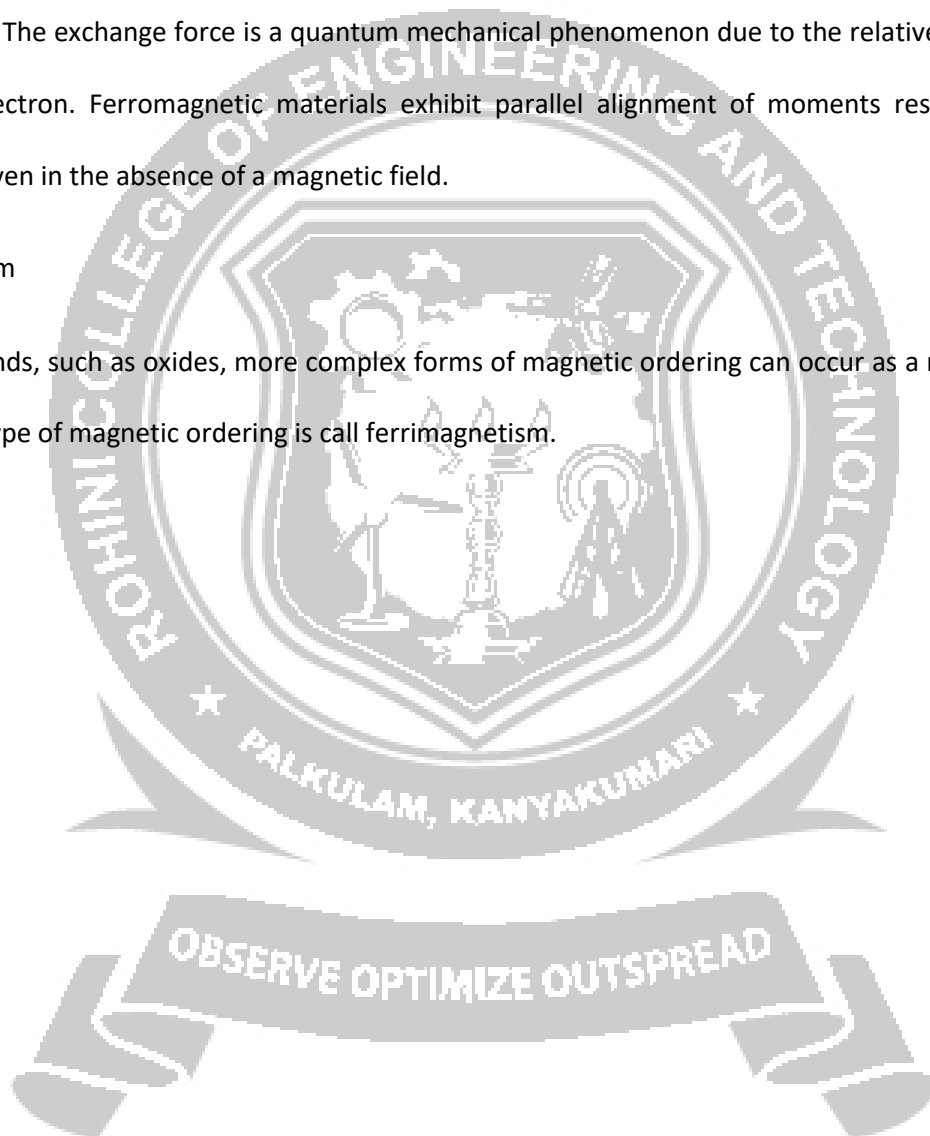 The exchange force is a quantum mechanical phenomenon due to the relative
ectron. Ferromagnetic materials exhibit parallel alignment of moments res
ven in the absence of a magnetic field.
m
nds, such as oxides, more complex forms of magnetic ordering can occur as a
ype of magnetic ordering is call ferrimagnetism.
ROHINI COLLEGE OF ENGINEERING AND TECHNOLOGY
PALKULAM, KANYAKUMARI
OBSERVE OPTIMIZE OUTSPREAD